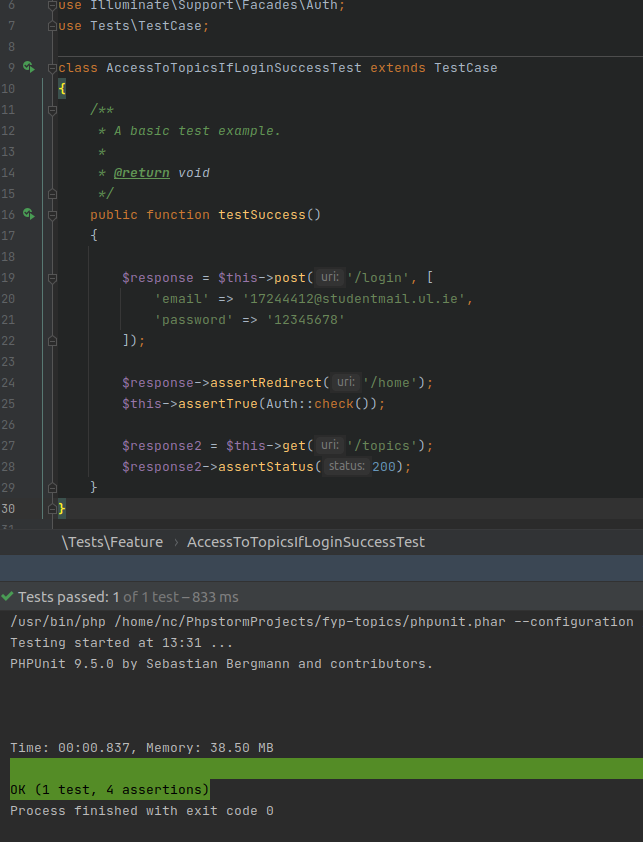 6 use Illuminate\Support\Facades\Auth;
7 use Tests\TestCase;
8
9 class AccessToTopicsIfLoginSuccessTest extends TestCase
10 {
11 /**
12 * A basic test example.
13 *
14 * @return void
15 */
16 public function testSuccess()
17 {
18
19 $response = $this->post( uri: '/login', [
20 'email' => '17244412@studentmail.ul.ie',
21 'password' => '12345678'
22 ]);
23
24 $response->assertRedirect( uri: '/home');
25 $this->assertTrue(Auth::check());
26
27 $response2 = $this->get( uri: '/topics');
28 $response2->assertStatus( status: 200);
29 }
30 }
31
\Tests\Feature › AccessToTopicsIfLoginSuccessTest
Tests passed: 1 of 1 test – 833 ms
/usr/bin/php /home/nc/PhpstormProjects/fyp-topics/phpunit.phar --configuration
Testing started at 13:31 ...
PHPUnit 9.5.0 by Sebastian Bergmann and contributors.
Time: 00:00.837, Memory: 38.50 MB
OK (1 test, 4 assertions)
Process finished with exit code 0